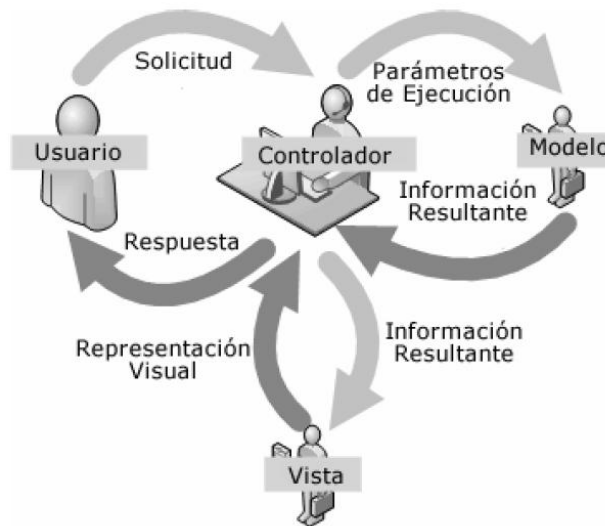 Solicitud
Parámetros
de Ejecución
Usuario
Controlador
Modelo
Información
Resultante
Respuesta
Representación
Visual
Información
Resultante
Vista